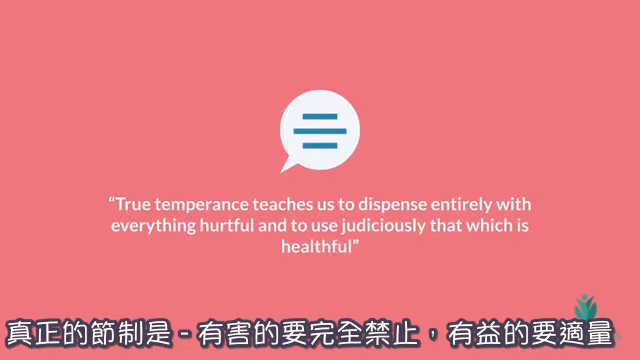 “True temperance teaches us to dispense entirely with
everything hurtful and to use judiciously that which is
healthful”
真正的節制是 - 有害的要完全禁止，有益的要適量